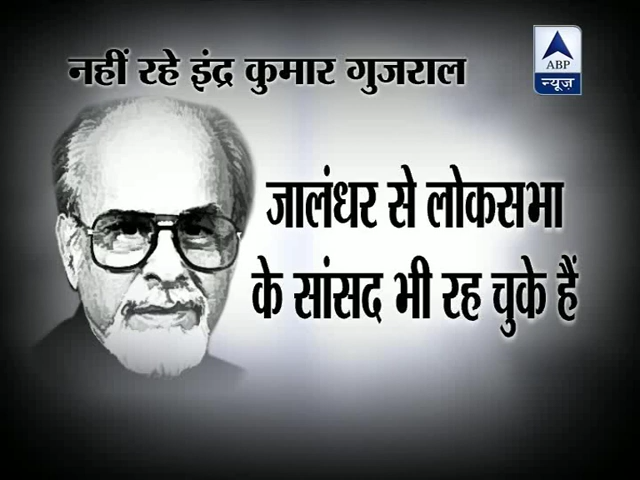 नहीं रहे इंद्र कुमार गुजराल
ABP
न्यूज़
जालंधर से लोकसभा
के सांसद भी रह चुके हैं